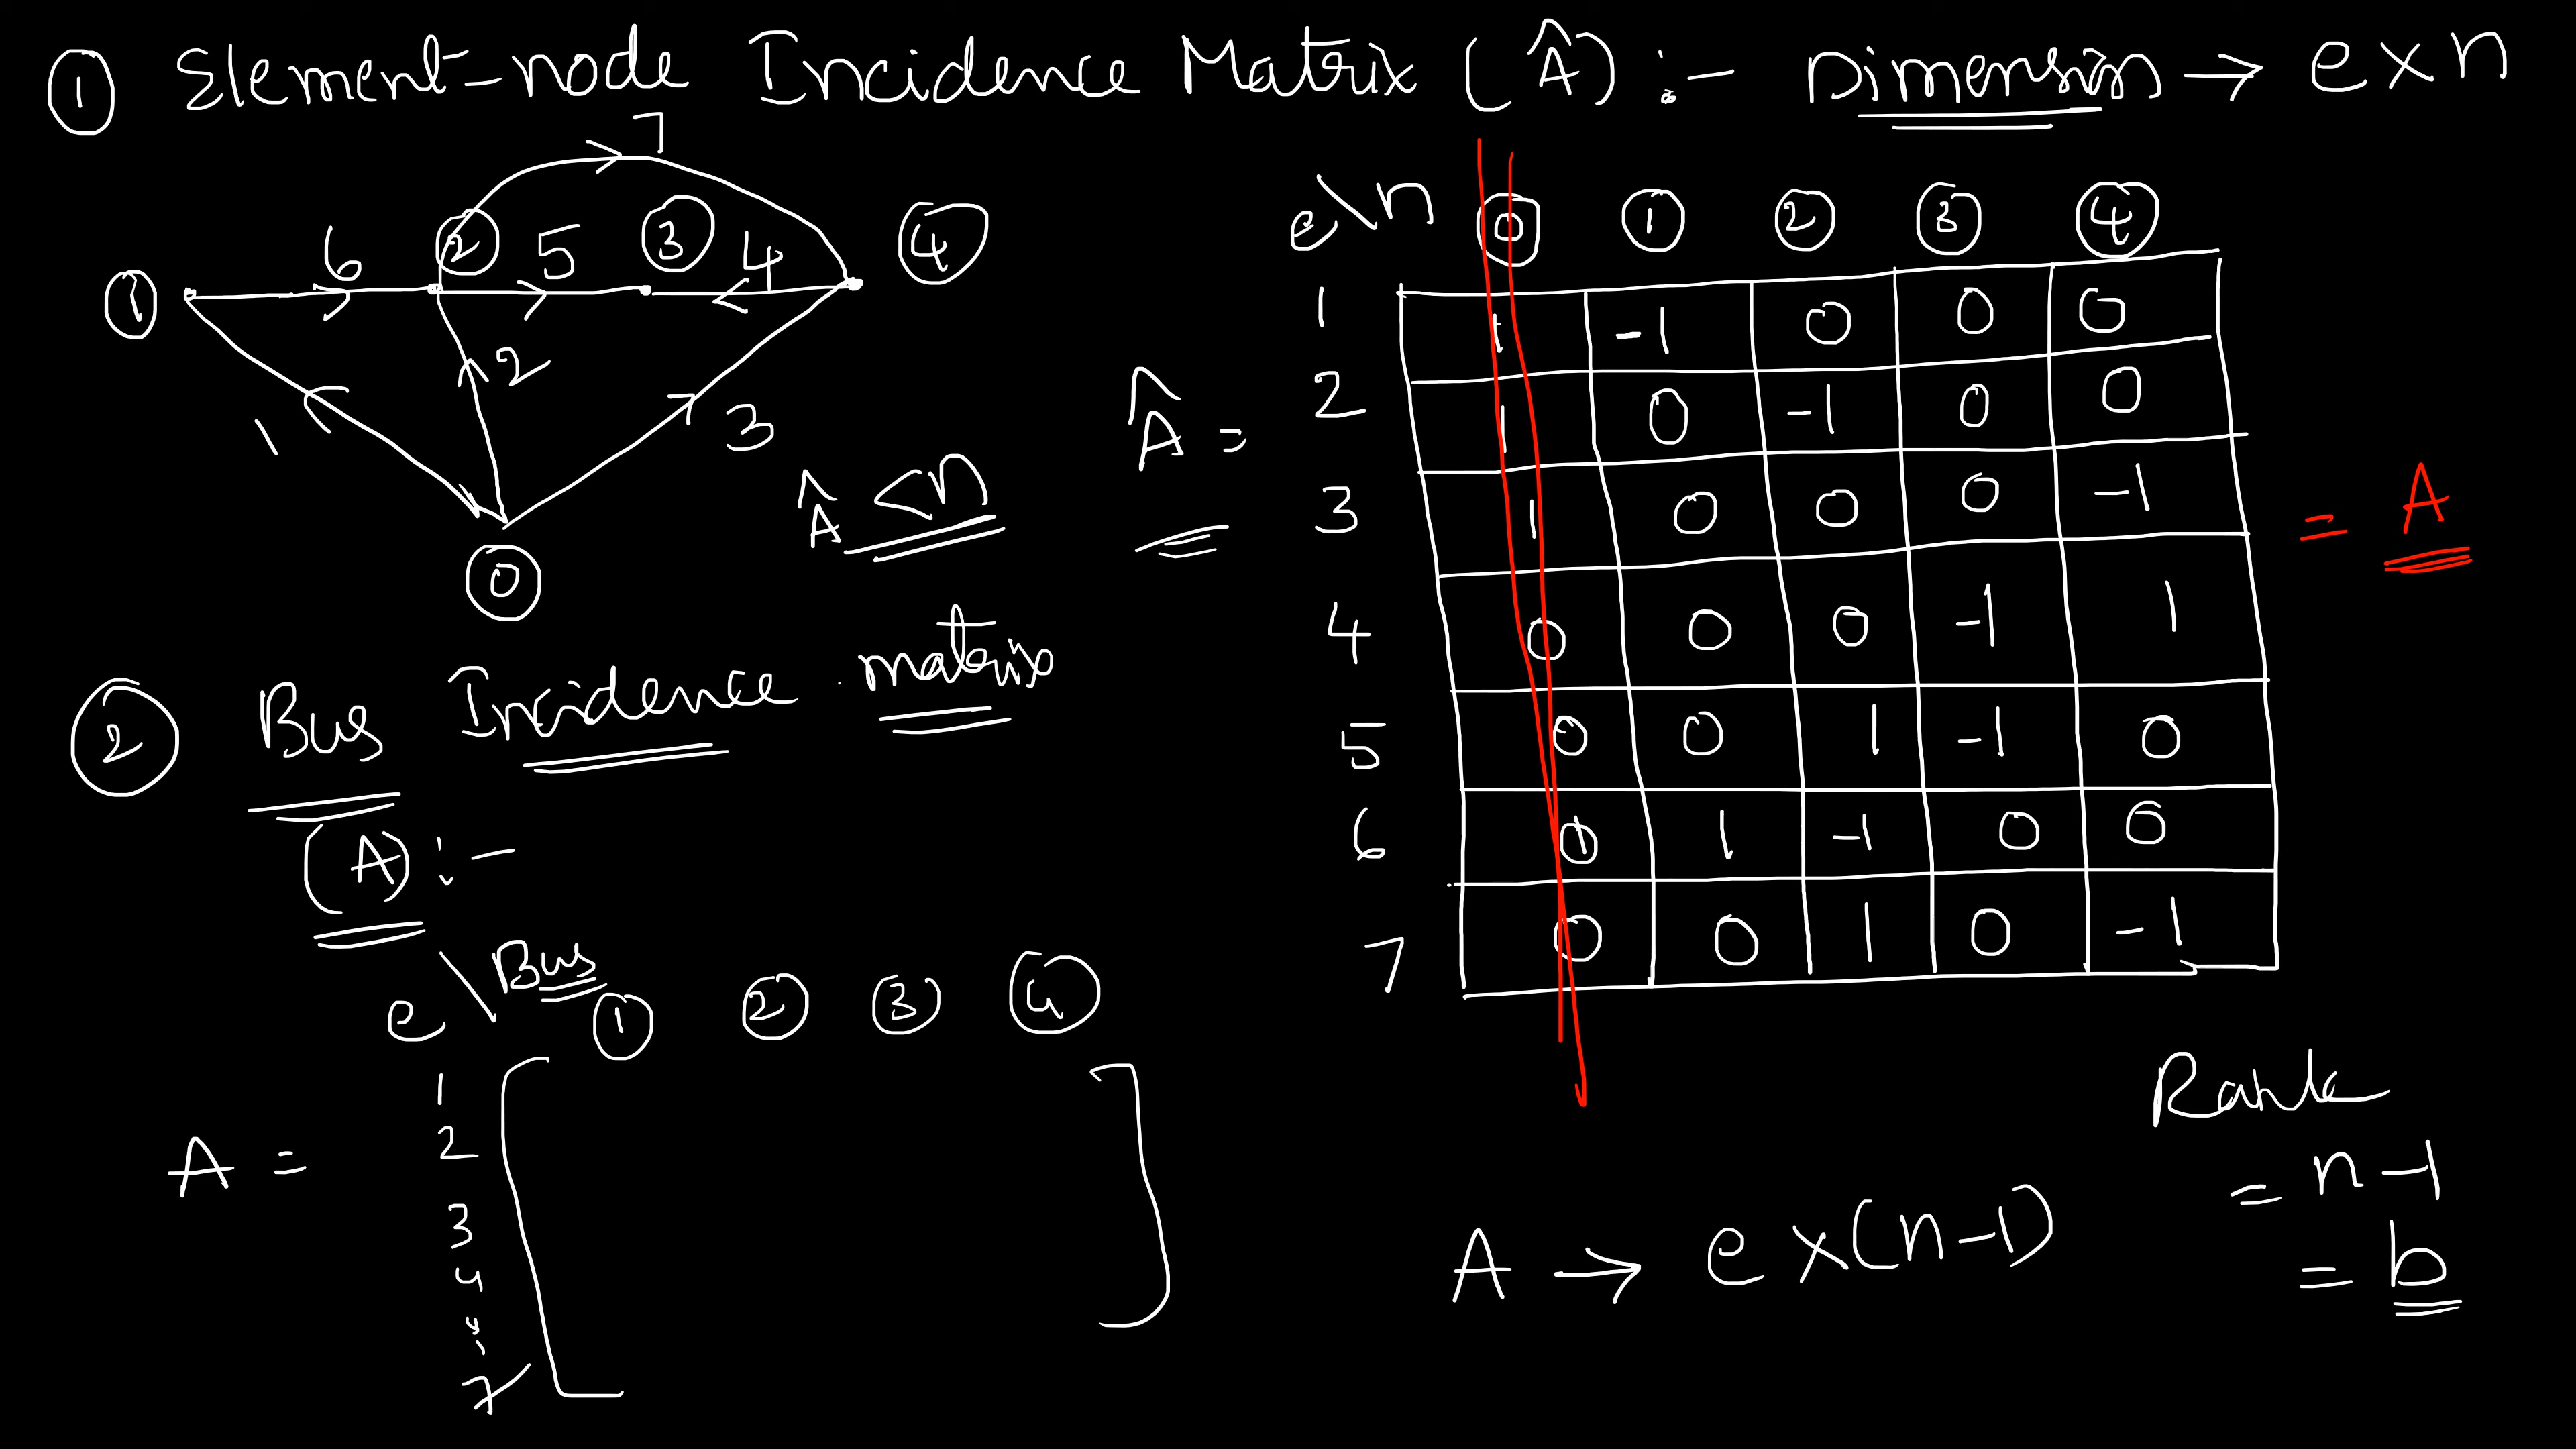 ① Element-node Incidence Matrix (Â) :- Dimension → e×n
7
6 ② 5 ③ 4 ④
①
2
1 3
⓪
Â <n
Â =
e\n ⓪ ① ② ③ ④
1 1 -1 0 0 0
2 1 0 -1 0 0
3 1 0 0 0 -1
4 0 0 0 -1 1
5 0 0 1 -1 0
6 0 1 -1 0 0
7 0 0 1 0 -1
= A
② Bus Incidence matrix
(A) :-
e\Bus ① ② ③ ④
A =
1
2
3
4
7
A → e×(n-1)
Rank
= n-1
= b